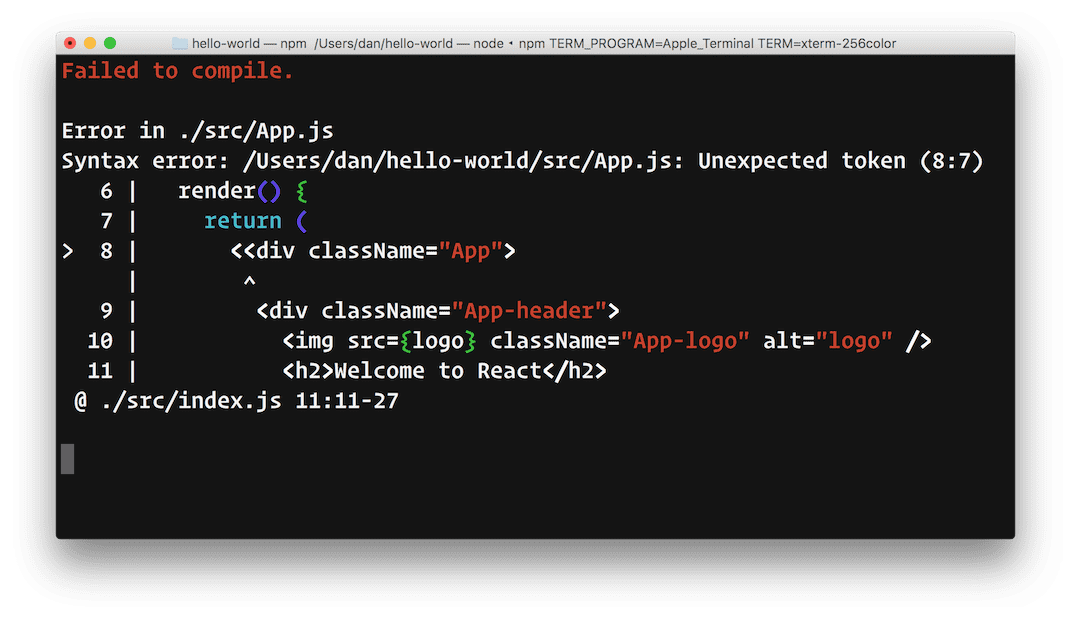 hello-world — npm  /Users/dan/hello-world — node ◂ npm TERM_PROGRAM=Apple_Terminal TERM=xterm-256color
Failed to compile.
Error in ./src/App.js
Syntax error: /Users/dan/hello-world/src/App.js: Unexpected token (8:7)
   6 |   render() {
   7 |     return (
>  8 |       <<div className="App">
     |        ^
   9 |         <div className="App-header">
  10 |           <img src={logo} className="App-logo" alt="logo" />
  11 |           <h2>Welcome to React</h2>
 @ ./src/index.js 11:11-27